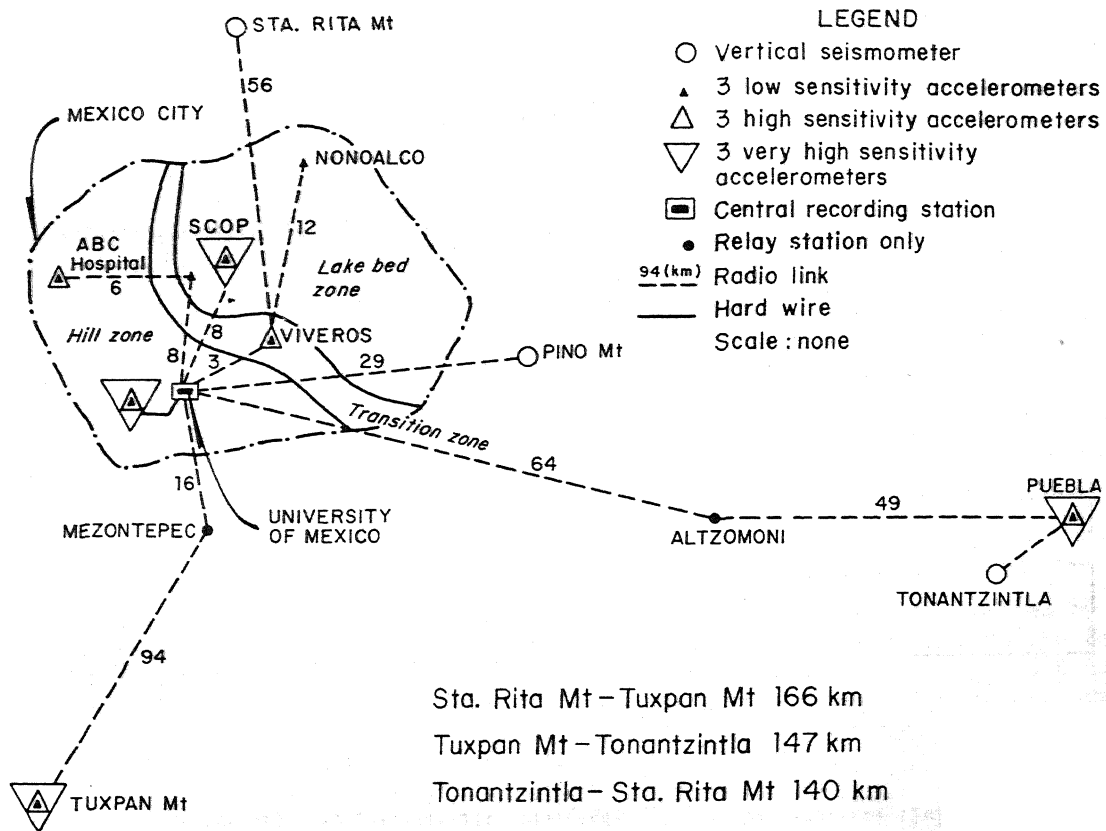 STA. RITA Mt
56
MEXICO CITY
NONOALCO
SCOP
12
ABC
Hospital
6
Lake bed
zone
Hill zone
8
VIVEROS
8
3
29
PINO Mt
Transition zone
64
16
MEZONTEPEC
UNIVERSITY
OF MEXICO
49
PUEBLA
ALTZOMONI
TONANTZINTLA
94
TUXPAN Mt
LEGEND
Vertical seismometer
3 low sensitivity accelerometers
3 high sensitivity accelerometers
3 very high sensitivity
accelerometers
Central recording station
Relay station only
94 (km) Radio link
Hard wire
Scale : none
Sta. Rita Mt – Tuxpan Mt 166 km
Tuxpan Mt – Tonantzintla 147 km
Tonantzintla – Sta. Rita Mt 140 km